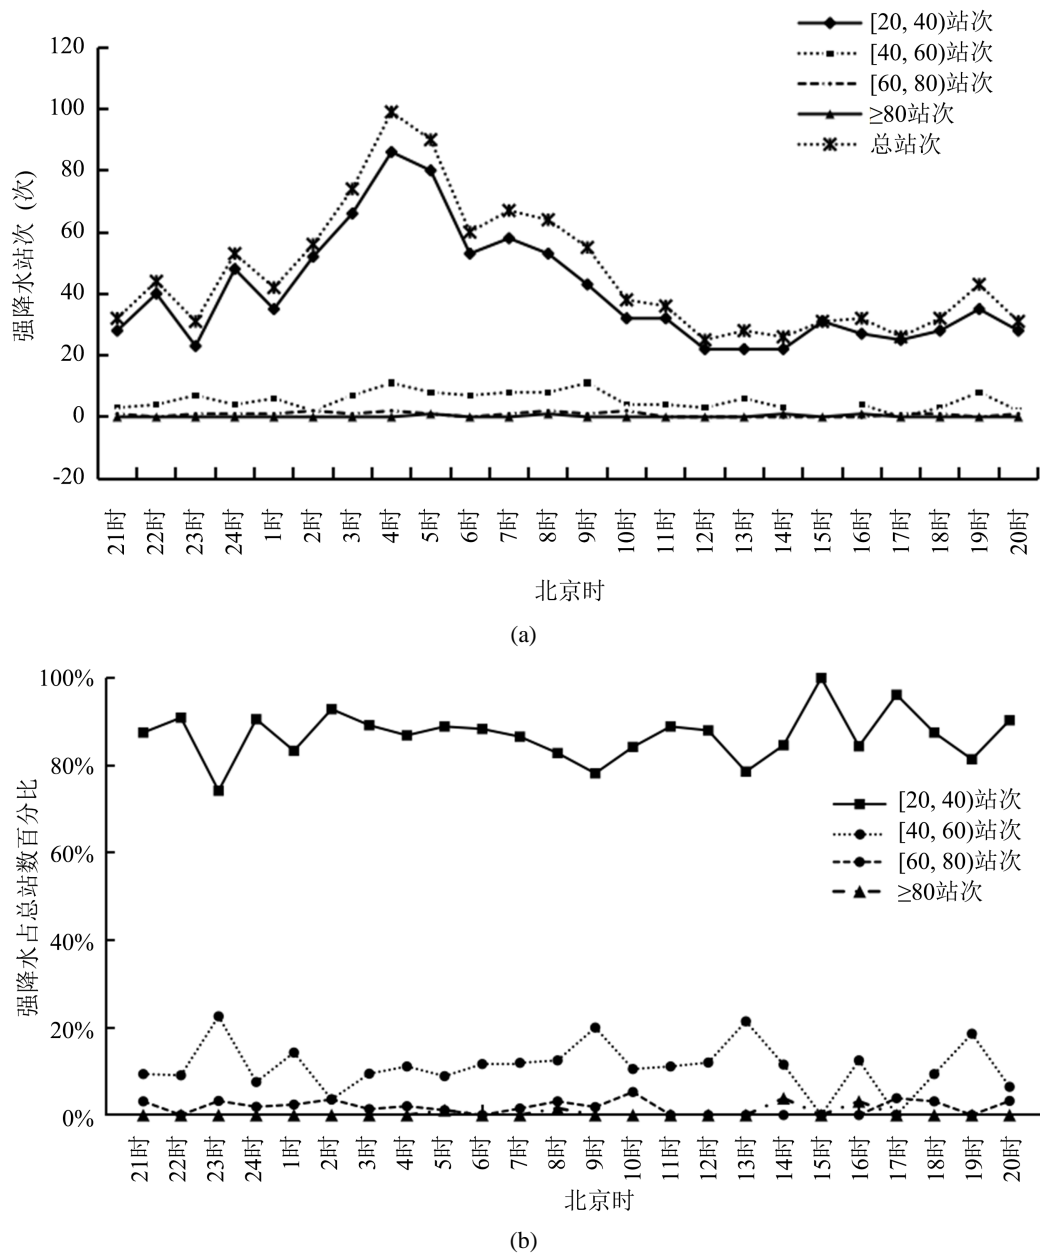 [20, 40)站次
[40, 60)站次
[60, 80)站次
≥80站次
总站次
强降水站次 (次)
120
100
80
60
40
20
0
-20
21时 22时 23时 24时 1时 2时 3时 4时 5时 6时 7时 8时 9时 10时 11时 12时 13时 14时 15时 16时 17时 18时 19时 20时
北京时
(a)
强降水占总站数百分比
100%
80%
60%
40%
20%
0%
[20, 40)站次
[40, 60)站次
[60, 80)站次
≥80站次
21时 22时 23时 24时 1时 2时 3时 4时 5时 6时 7时 8时 9时 10时 11时 12时 13时 14时 15时 16时 17时 18时 19时 20时
北京时
(b)